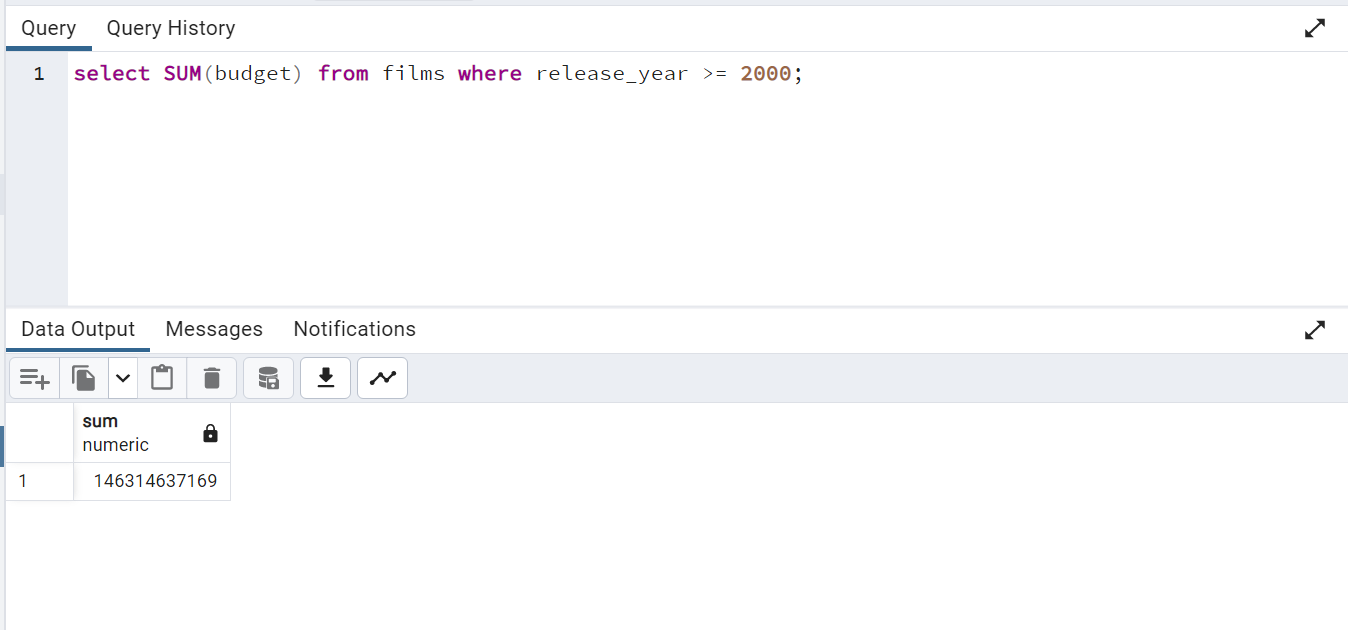 Query Query History
1 select SUM(budget) from films where release_year >= 2000;
Data Output Messages Notifications
sum
numeric
1 146314637169